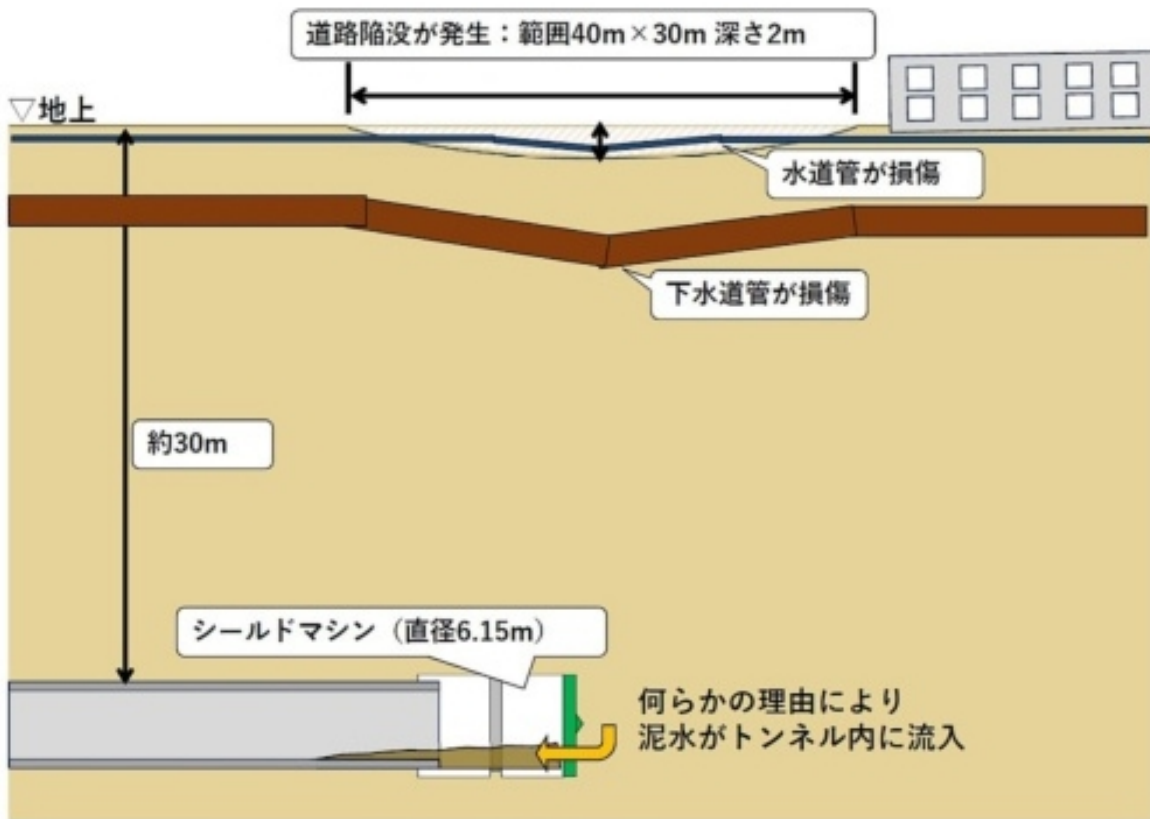 道路陥没が発生：範囲40m×30m 深さ2m
▽地上
水道管が損傷
下水道管が損傷
約30m
シールドマシン（直径6.15m）
何らかの理由により
泥水がトンネル内に流入